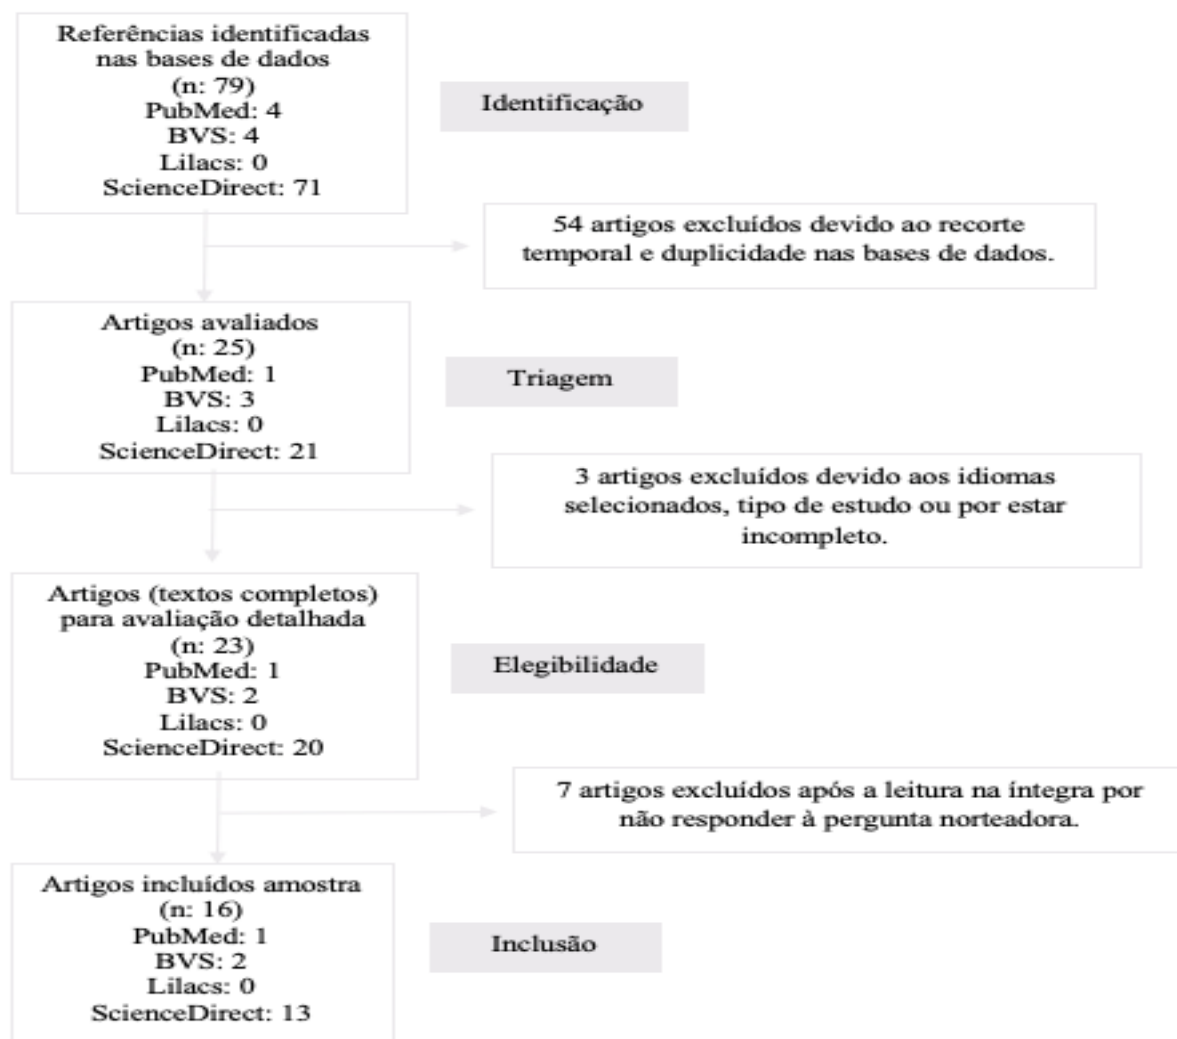 Referências identificadas
nas bases de dados
(n: 79)
PubMed: 4
BVS: 4
Lilacs: 0
ScienceDirect: 71
Identificação
54 artigos excluídos devido ao recorte
temporal e duplicidade nas bases de dados.
Artigos avaliados
(n: 25)
PubMed: 1
BVS: 3
Lilacs: 0
ScienceDirect: 21
Triagem
3 artigos excluídos devido aos idiomas
selecionados, tipo de estudo ou por estar
incompleto.
Artigos (textos completos)
para avaliação detalhada
(n: 23)
PubMed: 1
BVS: 2
Lilacs: 0
ScienceDirect: 20
Elegibilidade
7 artigos excluídos após a leitura na íntegra por
não responder à pergunta norteadora.
Artigos incluídos amostra
(n: 16)
PubMed: 1
BVS: 2
Lilacs: 0
ScienceDirect: 13
Inclusão